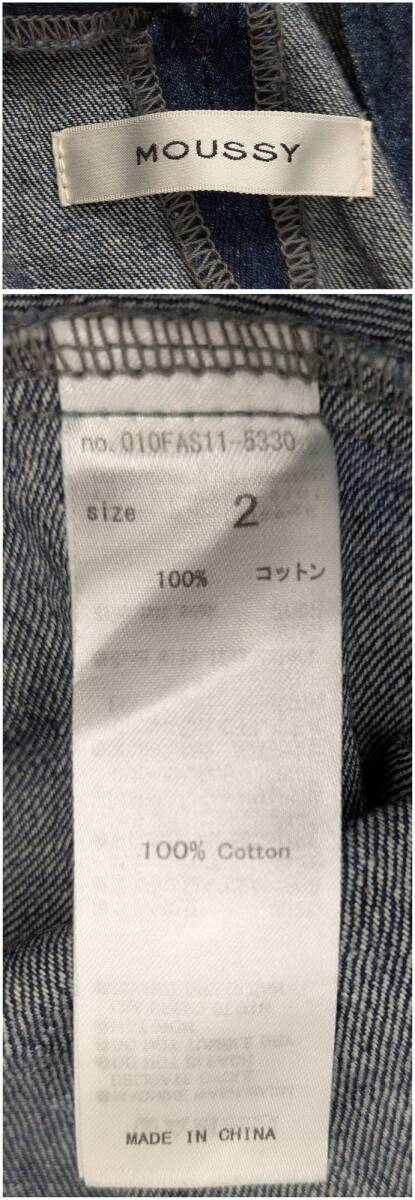 MOUSSY
no.010FAS11-5330
size 2
100% コットン
100% Cotton
MADE IN CHINA